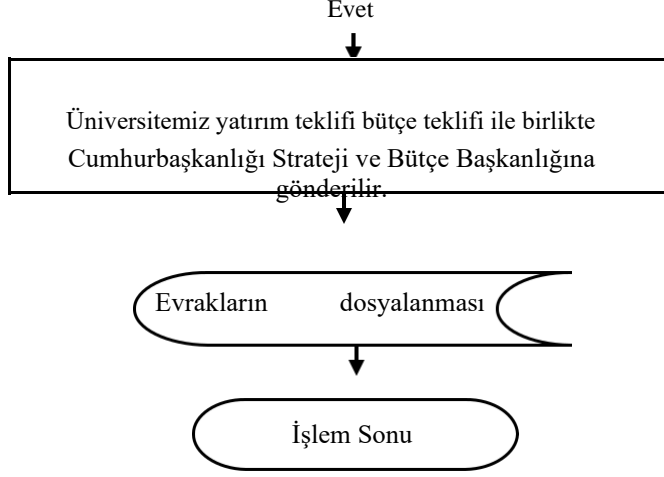 Evet
Üniversitemiz yatırım teklifi bütçe teklifi ile birlikte
Cumhurbaşkanlığı Strateji ve Bütçe Başkanlığına
gönderilir.
Evrakların dosyalanması
İşlem Sonu